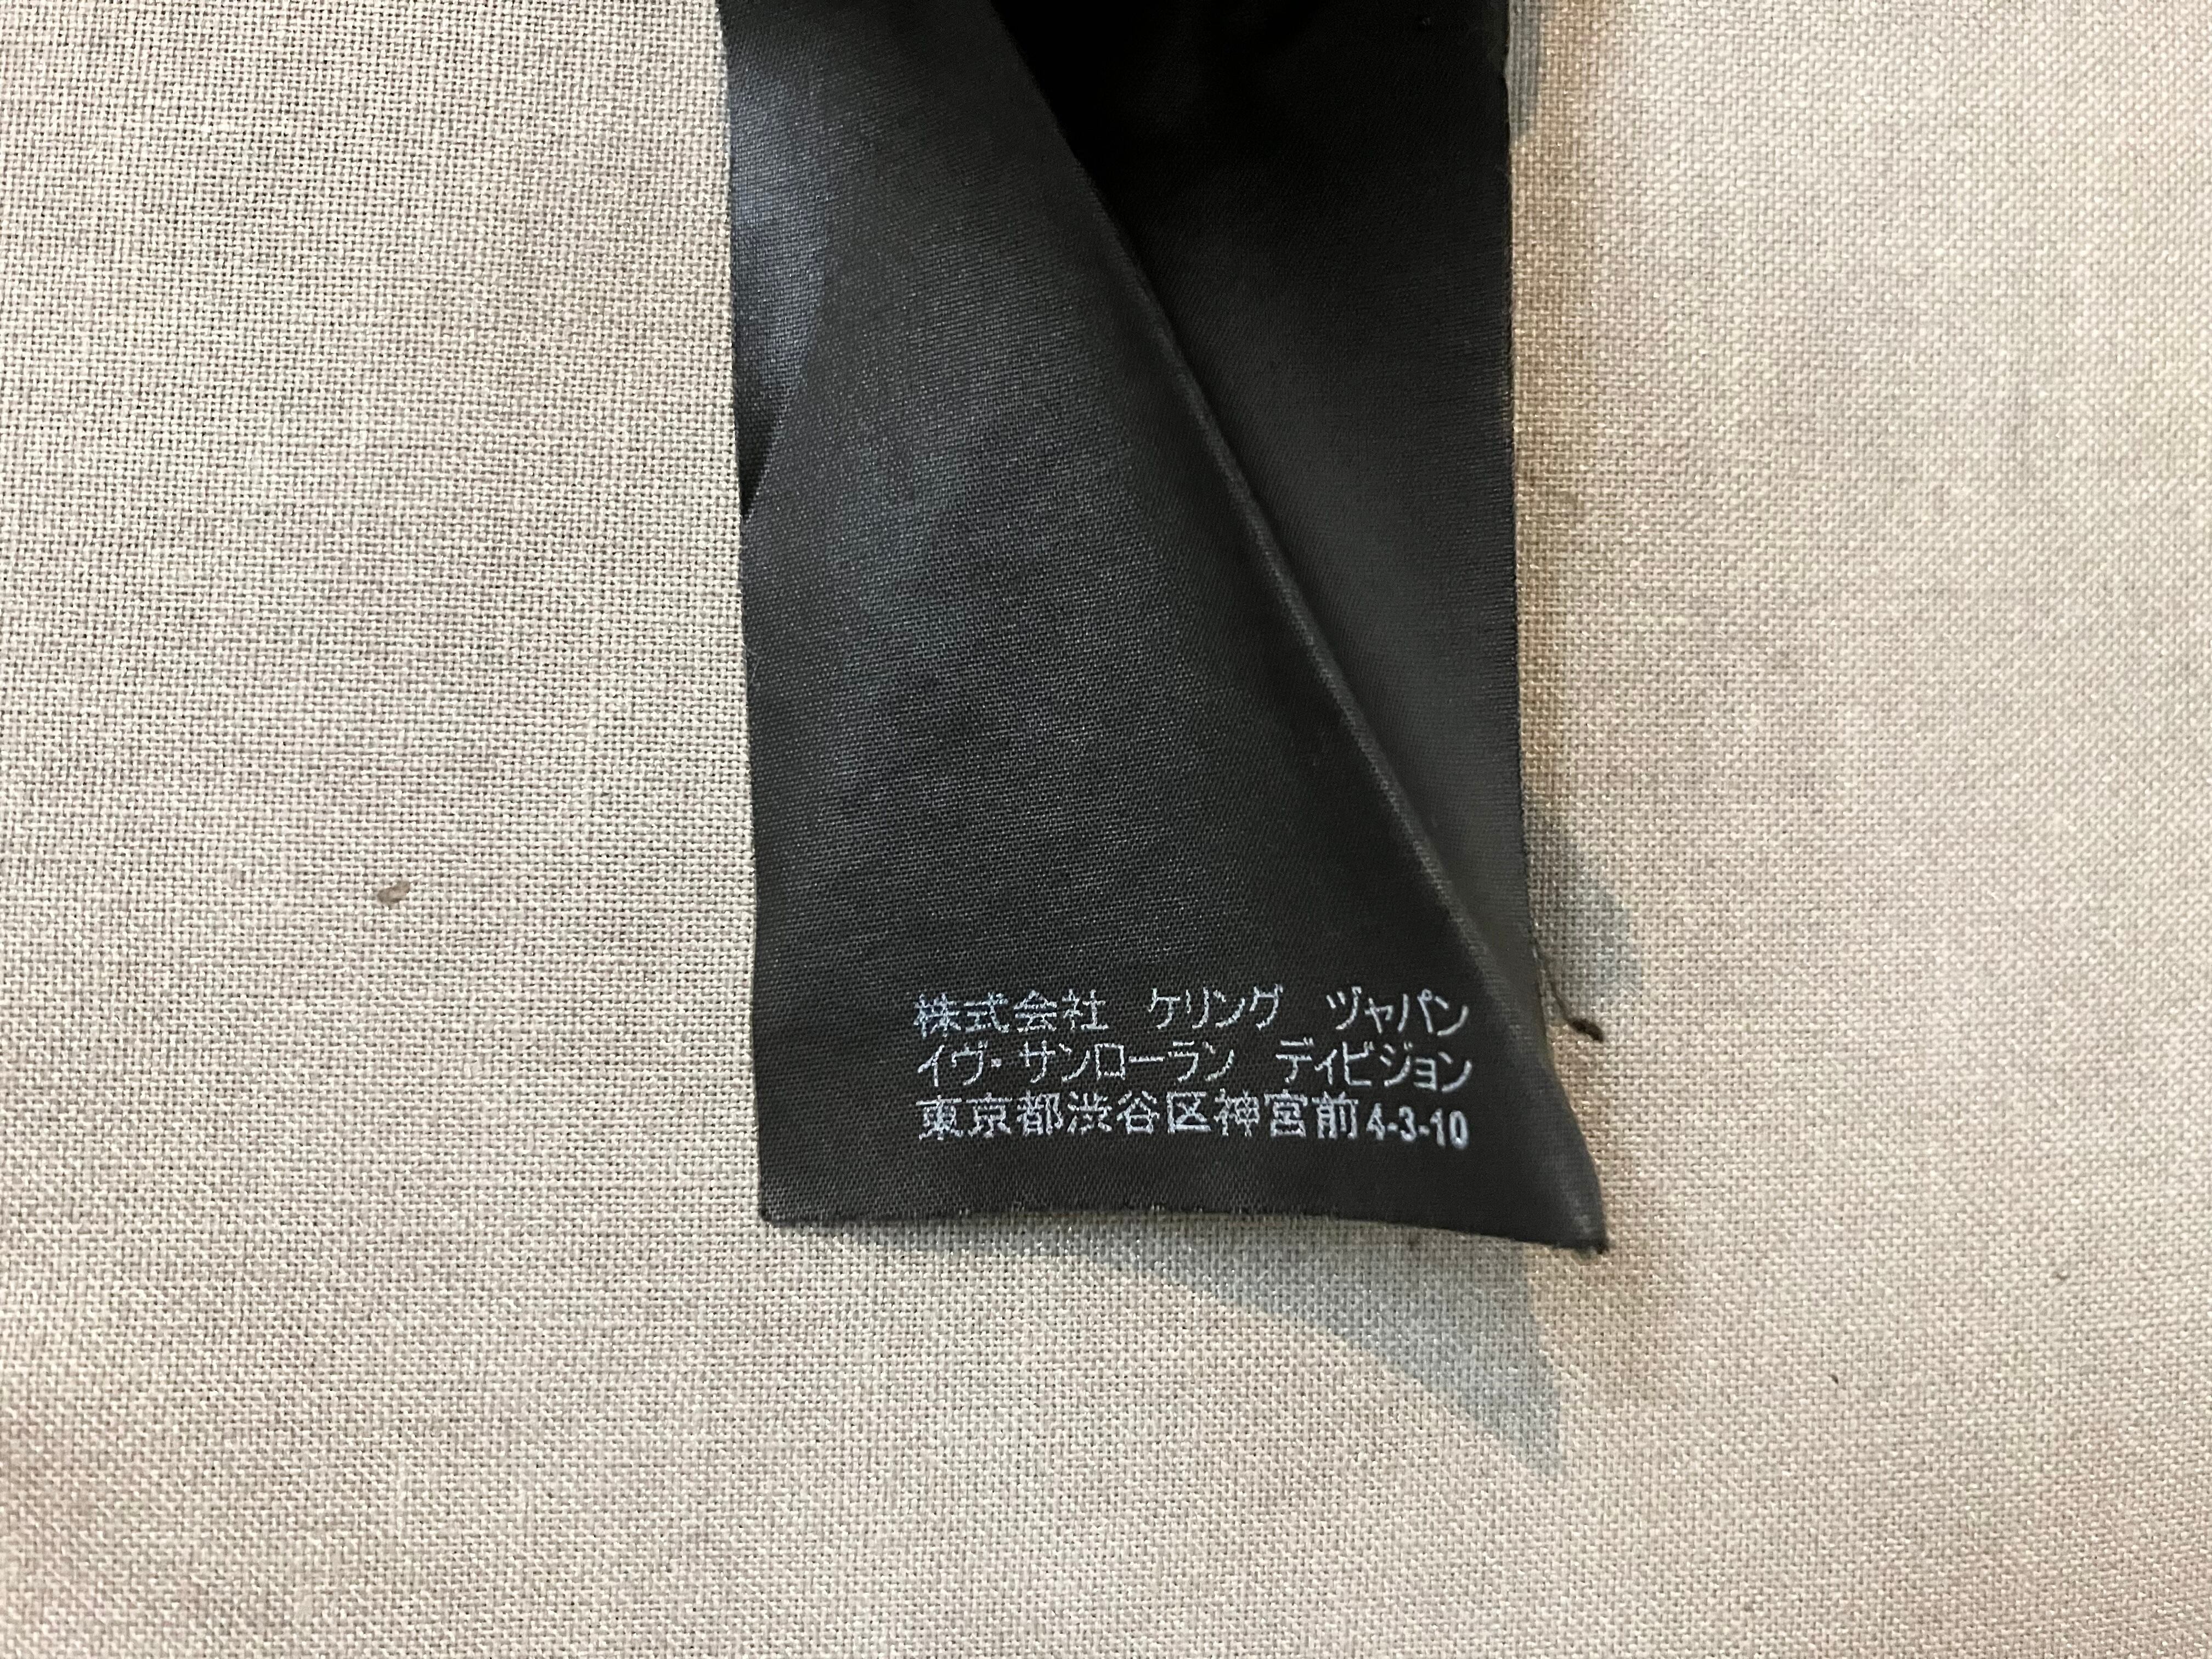 株式会社　ケリング　ヅャパン
イヴ・サンローラン　ディビジョン
東京都渋谷区神宮前4-3-10